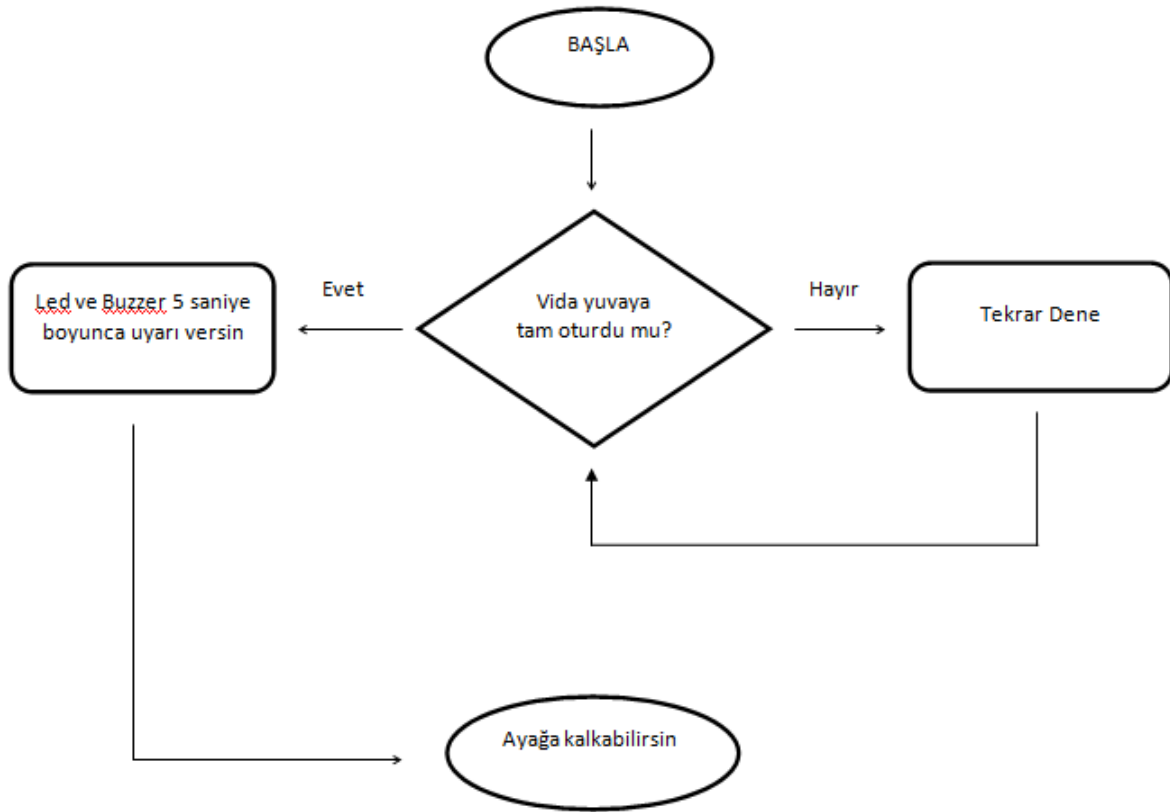 BAŞLA
Evet
Hayır
Led ve Buzzer 5 saniye
boyunca uyarı versin
Vida yuvaya
tam oturdu mu?
Tekrar Dene
Ayağa kalkabilirsin